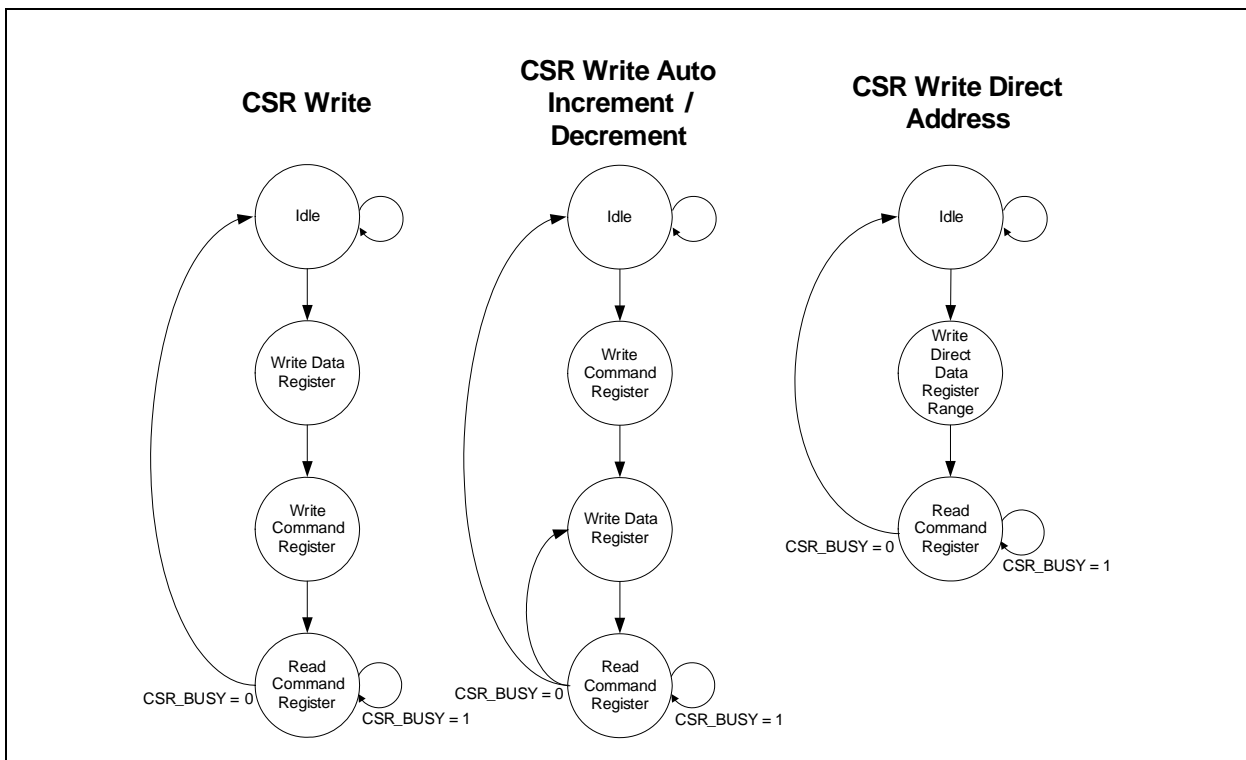 CSR Write
Idle
Write Data
Register
Write
Command
Register
Read
Command
Register
CSR_BUSY = 0
CSR_BUSY = 1
CSR Write Auto
Increment /
Decrement
Idle
Write
Command
Register
Write Data
Register
Read
Command
Register
CSR_BUSY = 0
CSR_BUSY = 1
CSR Write Direct
Address
Idle
Write
Direct
Data
Register
Range
Read
Command
Register
CSR_BUSY = 0
CSR_BUSY = 1